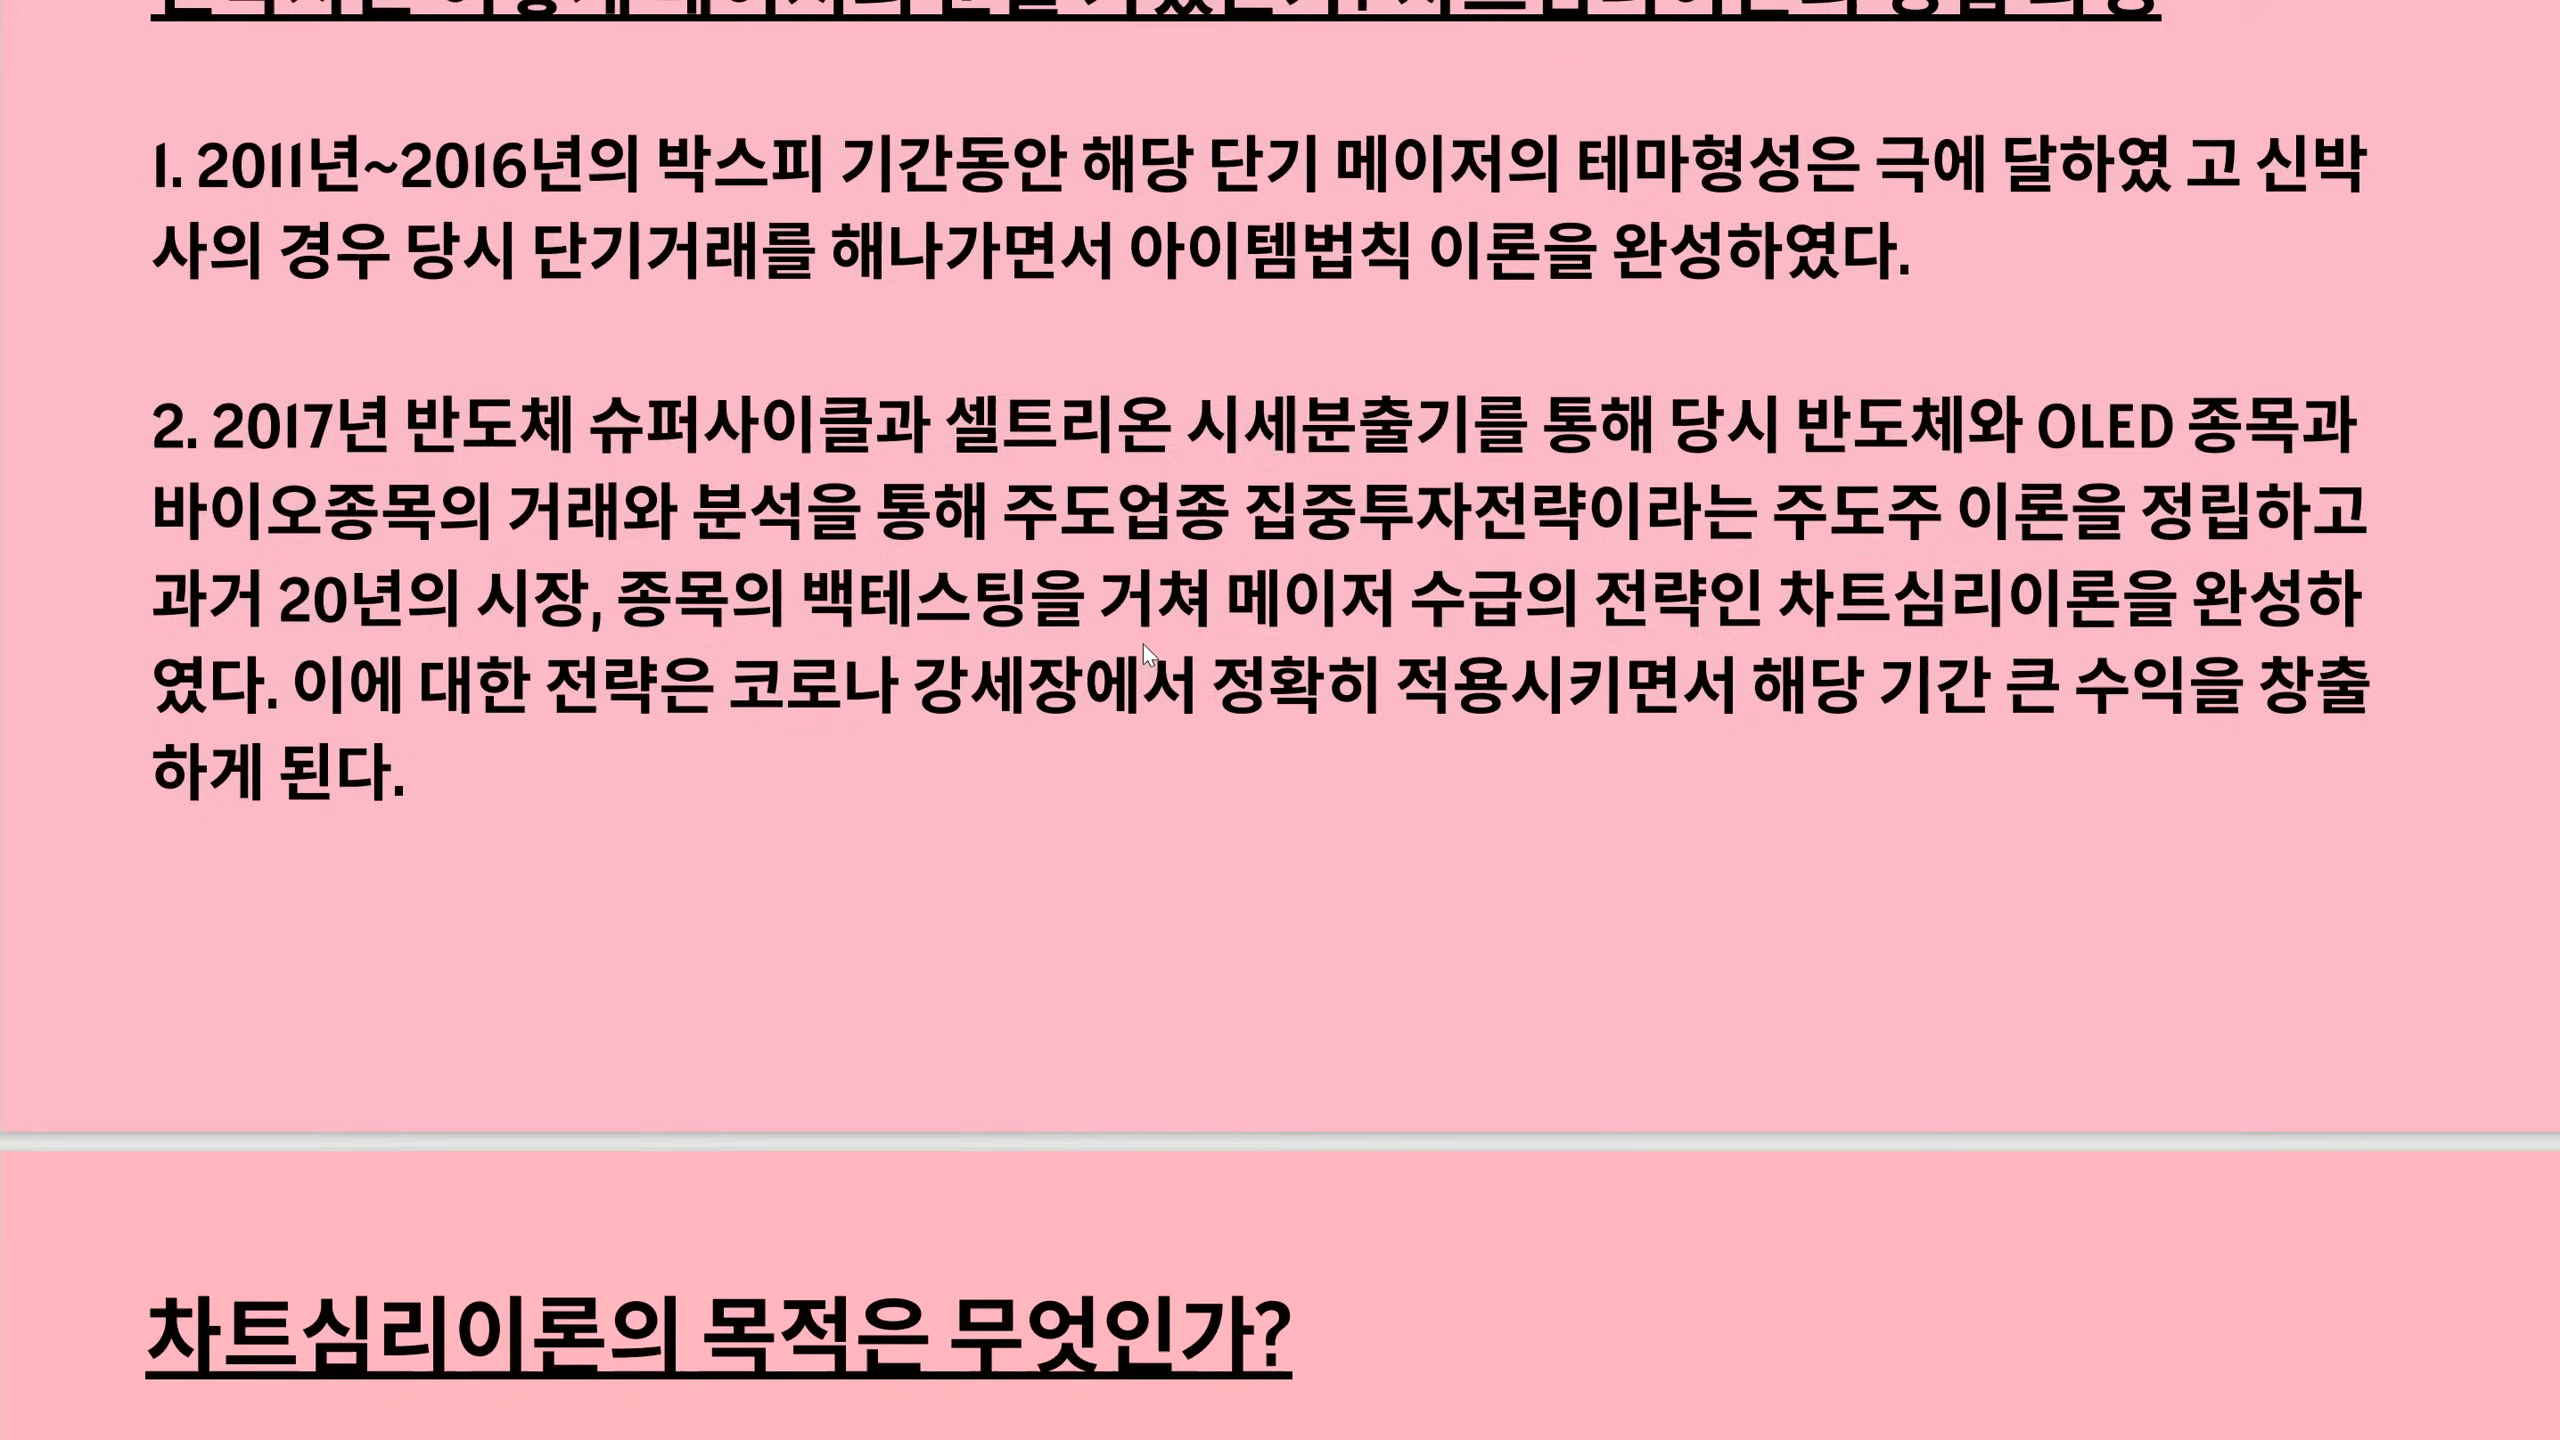 1. 2011년~2016년의 박스피 기간동안 해당 단기 메이저의 테마형성은 극에 달하였 고 신박
사의 경우 당시 단기거래를 해나가면서 아이템법칙 이론을 완성하였다.
2. 2017년 반도체 슈퍼사이클과 셀트리온 시세분출기를 통해 당시 반도체와 OLED 종목과
바이오종목의 거래와 분석을 통해 주도업종 집중투자전략이라는 주도주 이론을 정립하고
과거 20년의 시장, 종목의 백테스팅을 거쳐 메이저 수급의 전략인 차트심리이론을 완성하
였다. 이에 대한 전략은 코로나 강세장에서 정확히 적용시키면서 해당 기간 큰 수익을 창출
하게 된다.
차트심리이론의 목적은 무엇인가?